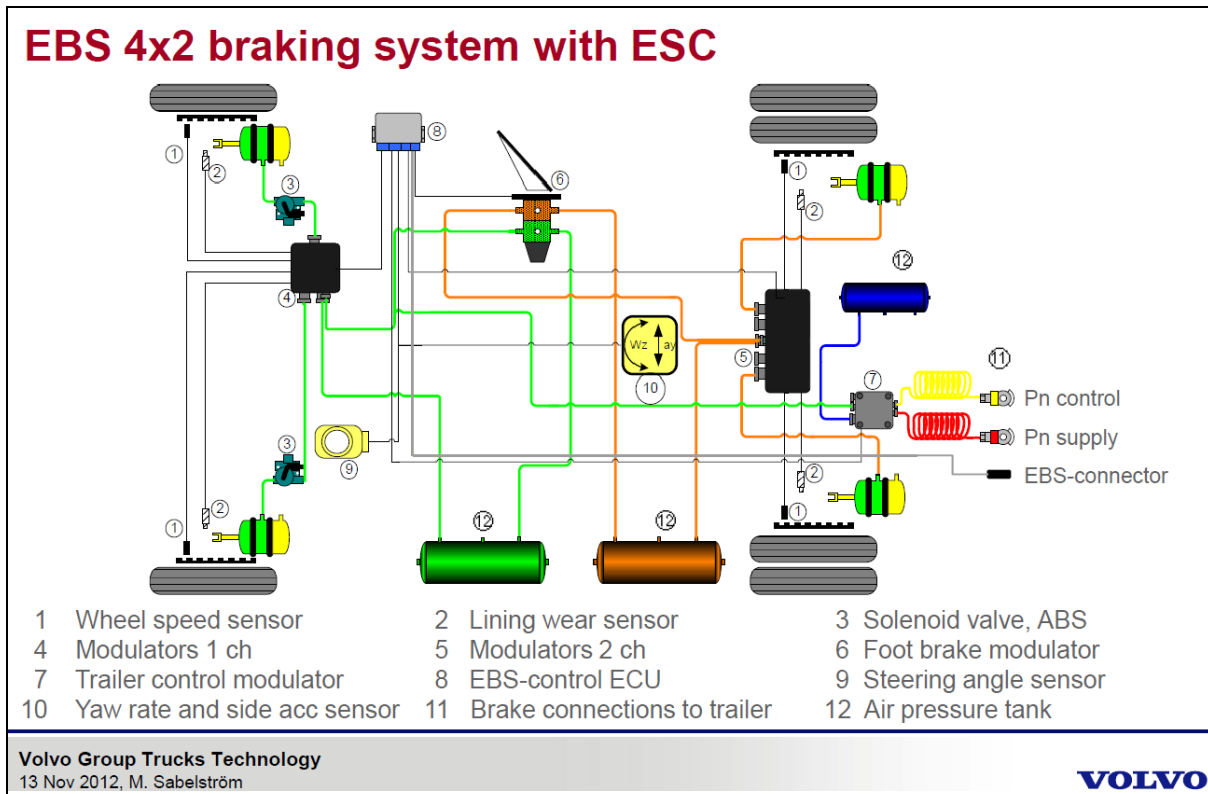 EBS 4x2 braking system with ESC
1
2
3
4
8
6
1
2
12
5
Wz ay
10
7
11
Pn control
Pn supply
EBS-connector
3
9
2
1
12
12
2
1
1 Wheel speed sensor 2 Lining wear sensor 3 Solenoid valve, ABS
4 Modulators 1 ch 5 Modulators 2 ch 6 Foot brake modulator
7 Trailer control modulator 8 EBS-control ECU 9 Steering angle sensor
10 Yaw rate and side acc sensor 11 Brake connections to trailer 12 Air pressure tank
Volvo Group Trucks Technology
13 Nov 2012, M. Sabelström
VOLVO